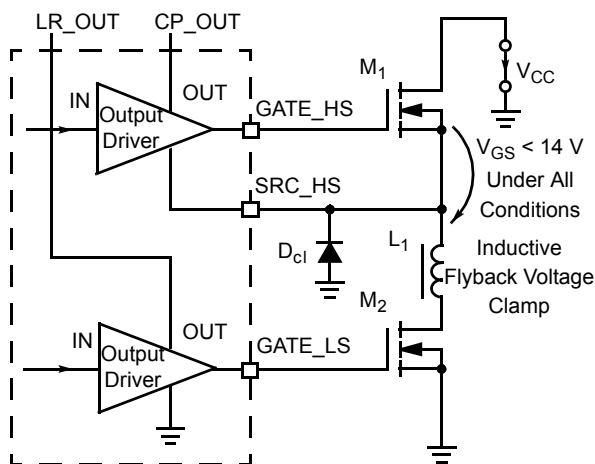 LR_OUT
CP_OUT
M1
VCC
IN
OUT
Output
Driver
GATE_HS
VGS < 14 V
Under All
Conditions
SRC_HS
Dcl
L1
Inductive
Flyback Voltage
Clamp
M2
IN
OUT
Output
Driver
GATE_LS